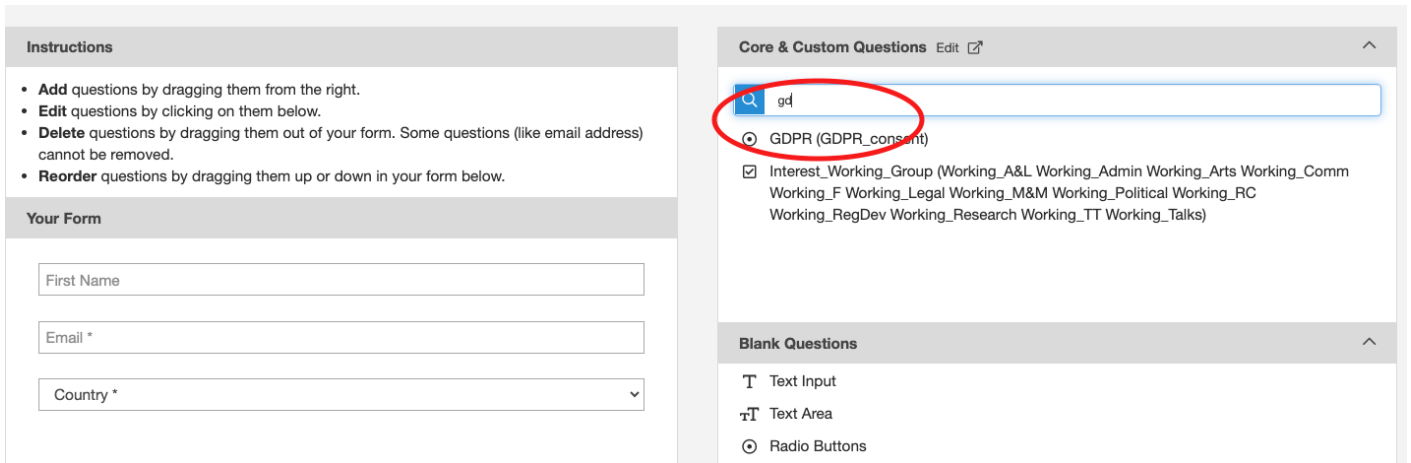 Instructions
• Add questions by dragging them from the right.
• Edit questions by clicking on them below.
• Delete questions by dragging them out of your form. Some questions (like email address)
cannot be removed.
• Reorder questions by dragging them up or down in your form below.
Your Form
First Name
Email *
Country *
Core & Custom Questions Edit
gd
GDPR (GDPR_consent)
Interest_Working_Group (Working_A&L Working_Admin Working_Arts Working_Comm
Working_F Working_Legal Working_M&M Working_Political Working_RC
Working_RegDev Working_Research Working_TT Working_Talks)
Blank Questions
Text Input
Text Area
Radio Buttons